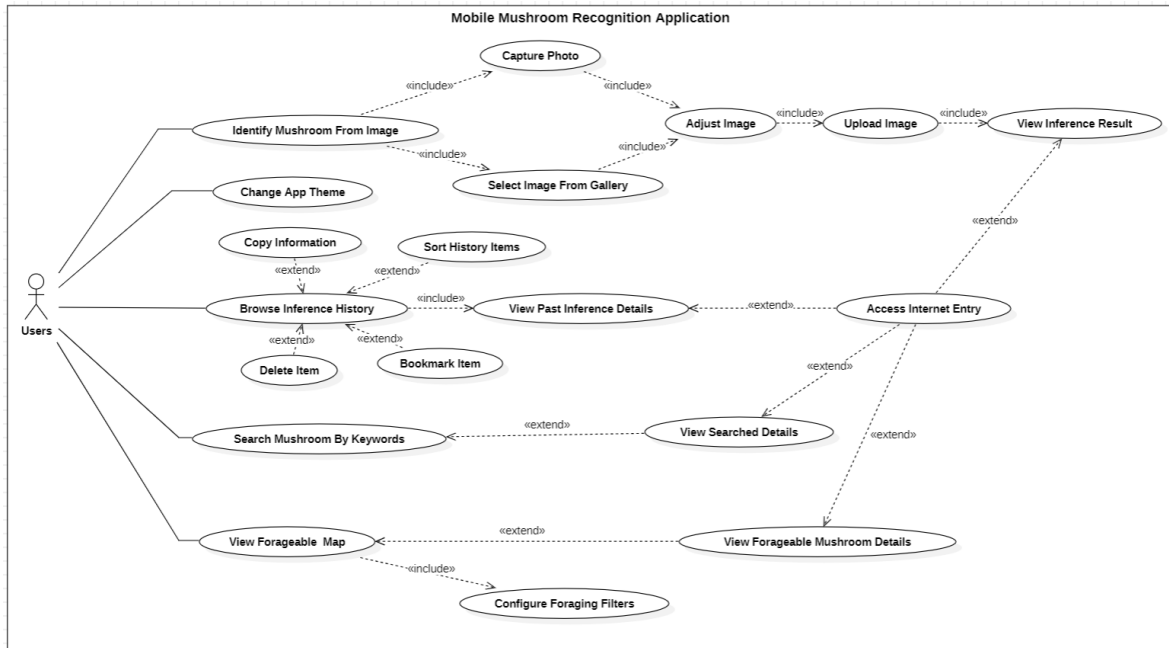 Mobile Mushroom Recognition Application
Capture Photo
«include»
«include»
Identify Mushroom From Image
Adjust Image
«include»
Upload Image
«include»
View Inference Result
«include»
«include»
Select Image From Gallery
Change App Theme
Copy Information
Sort History Items
«extend»
«extend»
«extend»
Users
Browse Inference History
«include»
View Past Inference Details
«extend»
Access Internet Entry
«extend»
«extend»
Delete Item
Bookmark Item
«extend»
Search Mushroom By Keywords
«extend»
View Searched Details
«extend»
View Forageable Map
«extend»
View Forageable Mushroom Details
«include»
Configure Foraging Filters